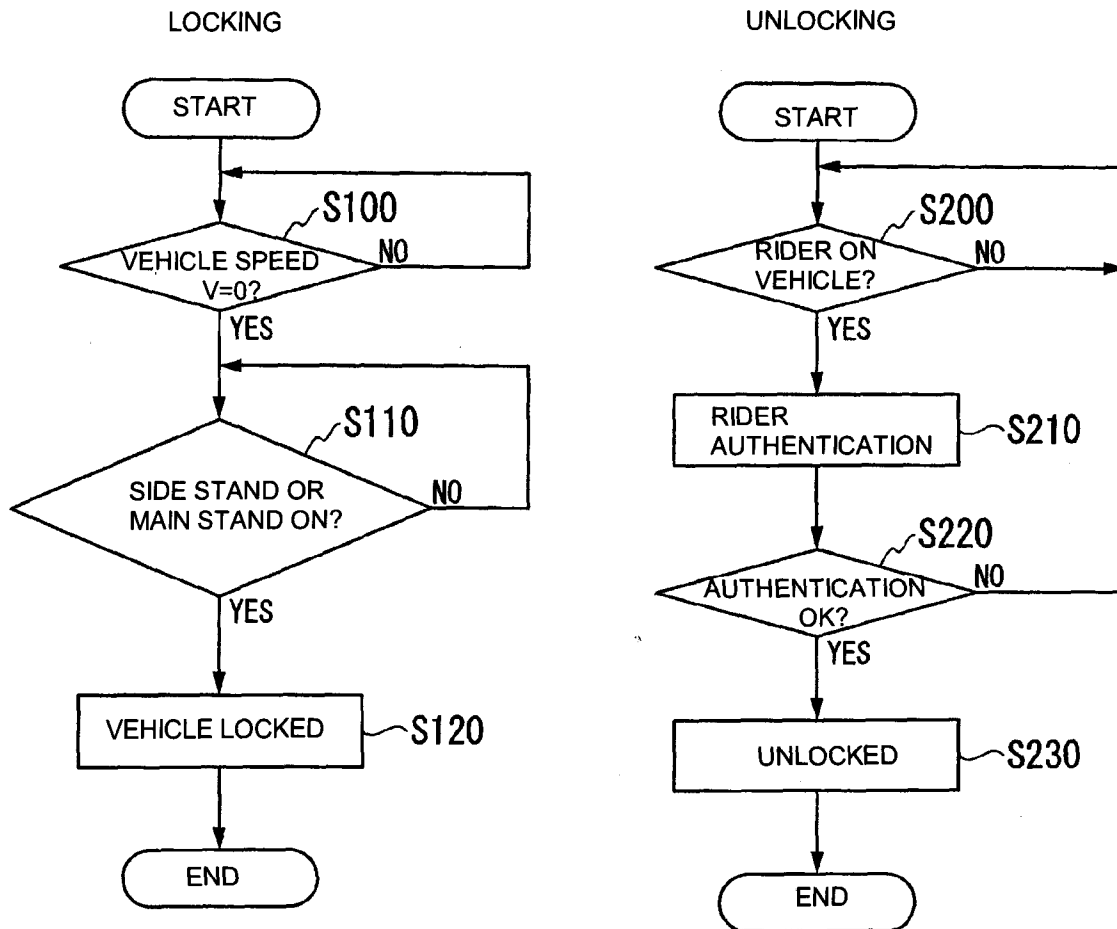 LOCKING
START
S100
VEHICLE SPEED
V=0?
NO
YES
S110
SIDE STAND OR
MAIN STAND ON?
NO
YES
VEHICLE LOCKED
S120
END
UNLOCKING
START
S200
RIDER ON
VEHICLE?
NO
YES
RIDER
AUTHENTICATION
S210
S220
AUTHENTICATION
OK?
NO
YES
UNLOCKED
S230
END